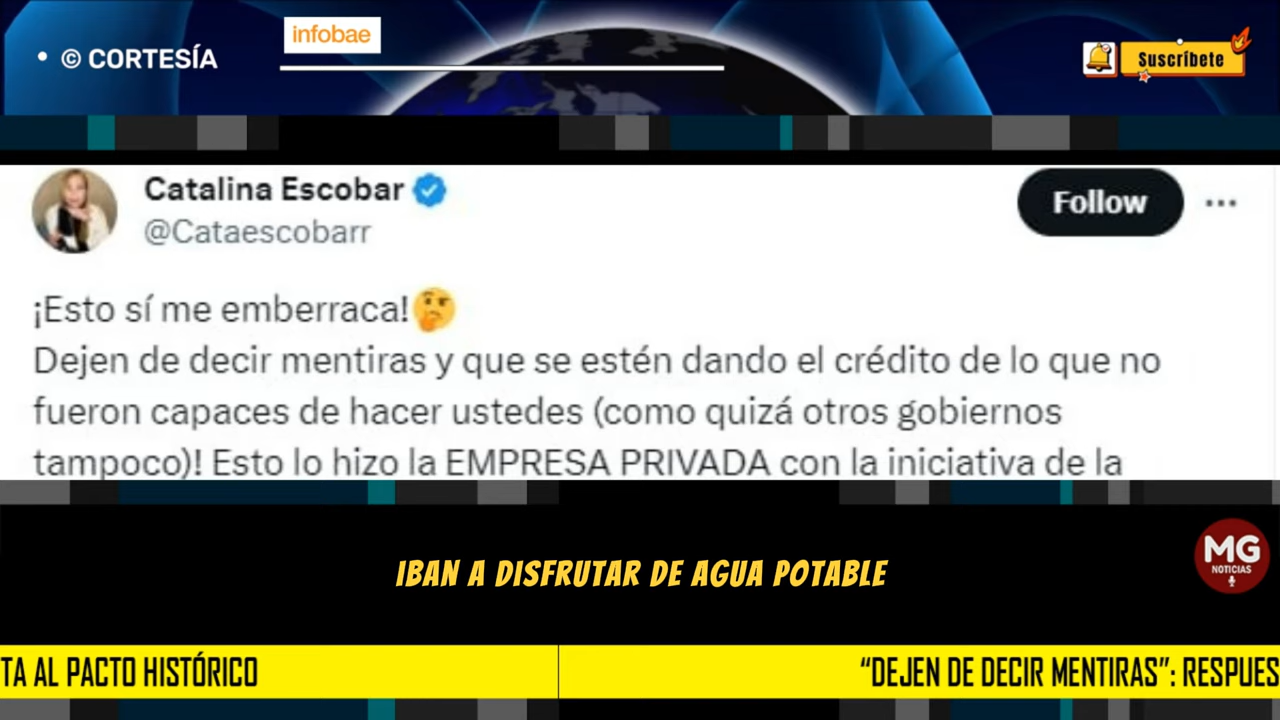 • © CORTESÍA
infobae
Suscríbete
Catalina Escobar
@Cataescobarr
Follow
¡Esto sí me emberraca!🤔
Dejen de decir mentiras y que se estén dando el crédito de lo que no
fueron capaces de hacer ustedes (como quizá otros gobiernos
tampoco)! Esto lo hizo la EMPRESA PRIVADA con la iniciativa de la
IBAN A DISFRUTAR DE AGUA POTABLE
MG
NOTICIAS
TA AL PACTO HISTÓRICO
“DEJEN DE DECIR MENTIRAS”: RESPUES